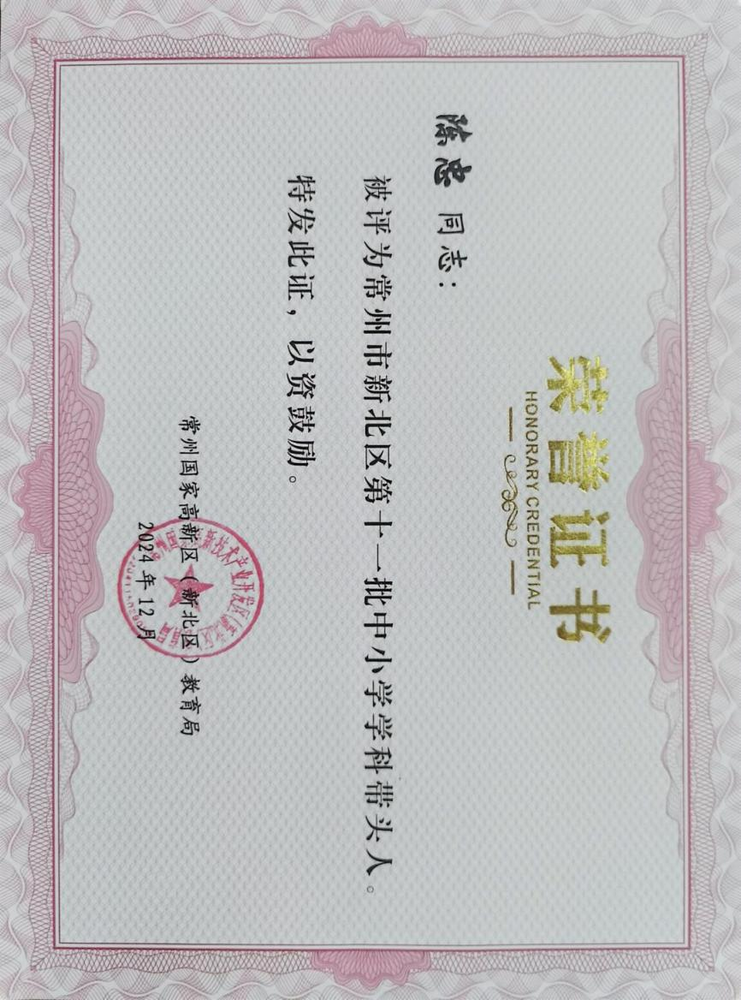 荣誉证书
HONORARY CREDENTIAL
陈忠 同志：
被评为常州市新北区第十一批中小学学科带头人。
特发此证，以资鼓励。
常州国家高新区（新北区）教育局
2024年12月